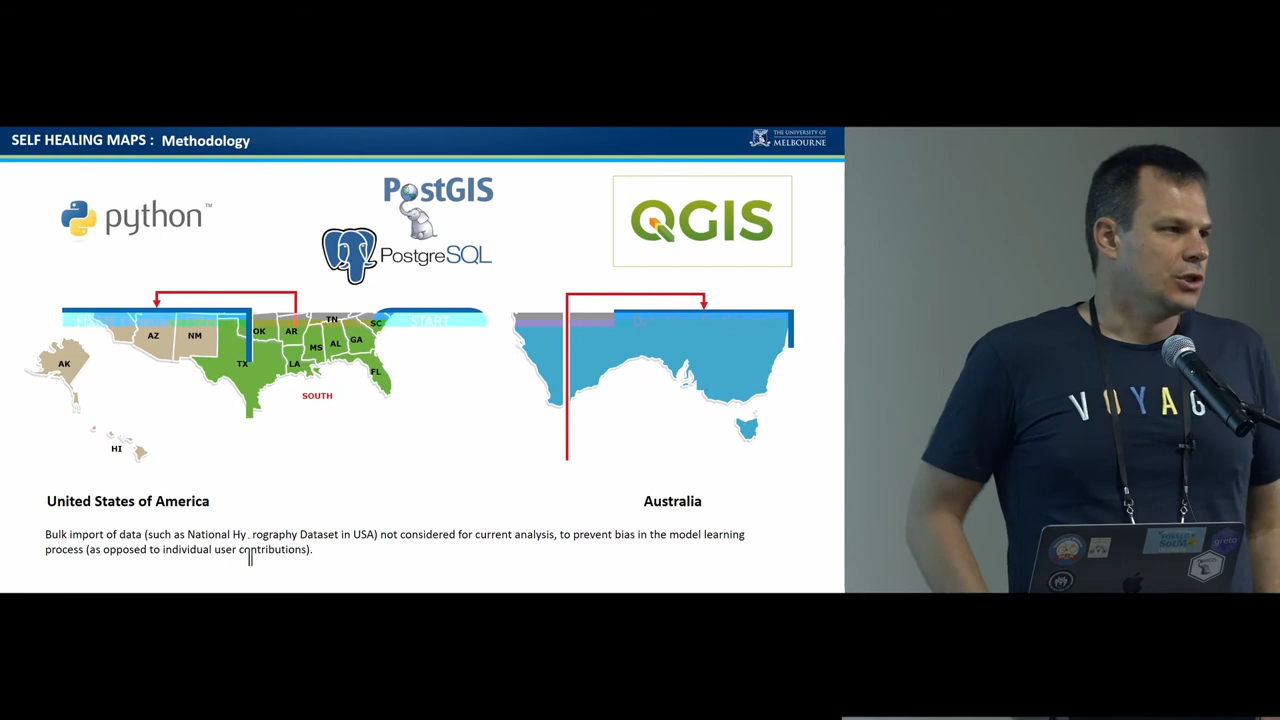 SELF HEALING MAPS : Methodology
THE UNIVERSITY OF
MELBOURNE
python™
PostGIS
PostgreSQL
QGIS
START
TN
SC
OK
AR
AZ
NM
MS
AL
GA
AK
TX
LA
FL
SOUTH
HI
United States of America
Australia
Bulk import of data (such as National Hy rography Dataset in USA) not considered for current analysis, to prevent bias in the model learning
process (as opposed to individual user contributions).
VOYAG
greta